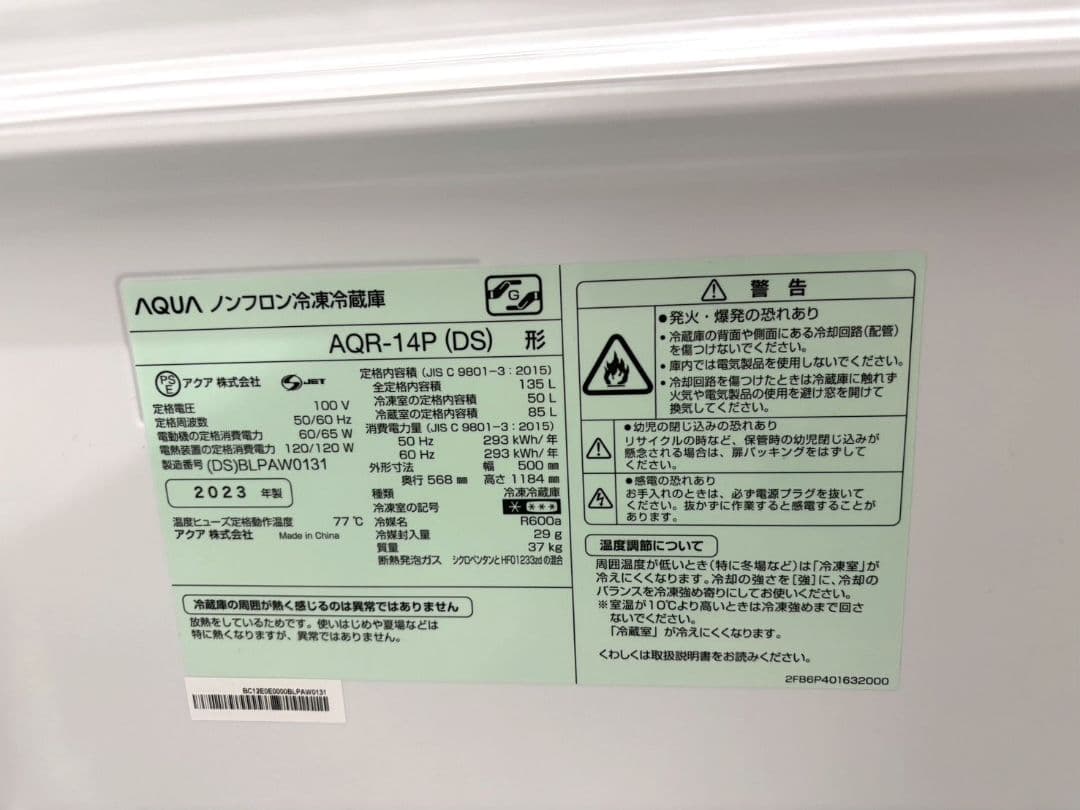 AQUA ノンフロン冷凍冷蔵庫
G
AQR-14P (DS) 形
PS E アクア 株式会社 JET
定格電圧 100 V
定格周波数 50/60 Hz
電動機の定格消費電力 60/65 W
電熱装置の定格消費電力 120/120 W
製造番号 (DS)BLPAW0131
2023 年製
温度ヒューズ定格動作温度 77℃
アクア 株式会社 Made in China
定格内容積 (JIS C 9801-3:2015)
全定格内容積 135 L
冷凍室の定格内容積 50 L
冷蔵室の定格内容積 85 L
消費電力量 (JIS C 9801-3:2015)
50 Hz 293 kWh/年
60 Hz 293 kWh/年
外形寸法 幅 500 ㎜
奥行 568 ㎜ 高さ 1184 ㎜
種類 冷凍冷蔵庫
冷凍室の記号
冷媒名 R600a
冷媒封入量 29 g
質量 37 kg
断熱発泡ガス シクロペンタンとHFO1233zdの混合
冷蔵庫の周囲が熱く感じるのは異常ではありません
放熱をしているためです。使いはじめや夏場などは
特に熱くなりますが、異常ではありません。
BC12E0E0000BLPAW0131
警告
●発火・爆発の恐れあり
・冷蔵庫の背面や側面にある冷却回路(配管)
を傷つけないでください。
・庫内では電気製品を使用しないでください。
・冷却回路を傷つけたときは冷蔵庫に触れず
火気や電気製品の使用を避け窓を開けて
換気してください。
●幼児の閉じ込みの恐れあり
リサイクルの時など、保管時の幼児閉じ込みが
懸念される場合は、扉パッキングをはずして
ください。
●感電の恐れあり
お手入れのときは、必ず電源プラグを抜いて
ください。抜かずに作業すると感電することが
あります。
温度調節について
周囲温度が低いとき(特に冬場など)は「冷凍室」が
冷えにくくなります。冷却の強さを[強]に、冷却の
バランスを冷凍強め寄りにしてお使いください。
※室温が10℃より高いときは冷凍強めまで回さ
ないでください。
「冷蔵室」が冷えにくくなります。
くわしくは取扱説明書をお読みください。
2FB6P401632000